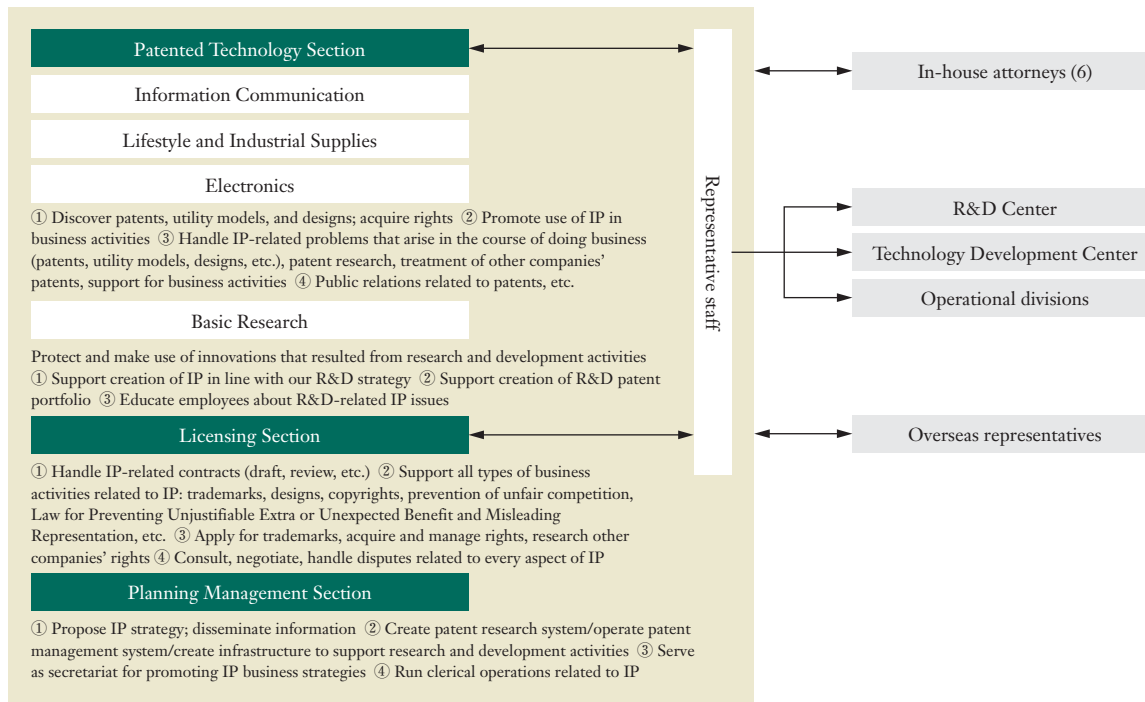 Patented Technology Section
Information Communication
Lifestyle and Industrial Supplies
Electronics
① Discover patents, utility models, and designs; acquire rights ② Promote use of IP in
business activities ③ Handle IP-related problems that arise in the course of doing business
(patents, utility models, designs, etc.), patent research, treatment of other companies’
patents, support for business activities ④ Public relations related to patents, etc.
Basic Research
Protect and make use of innovations that resulted from research and development activities
① Support creation of IP in line with our R&D strategy ② Support creation of R&D patent
portfolio ③ Educate employees about R&D-related IP issues
Licensing Section
① Handle IP-related contracts (draft, review, etc.) ② Support all types of business
activities related to IP: trademarks, designs, copyrights, prevention of unfair competition,
Law for Preventing Unjustifiable Extra or Unexpected Benefit and Misleading
Representation, etc. ③ Apply for trademarks, acquire and manage rights, research other
companies’ rights ④ Consult, negotiate, handle disputes related to every aspect of IP
Planning Management Section
① Propose IP strategy; disseminate information ② Create patent research system/operate patent
management system/create infrastructure to support research and development activities ③ Serve
as secretariat for promoting IP business strategies ④ Run clerical operations related to IP
Representative staff
In-house attorneys (6)
R&D Center
Technology Development Center
Operational divisions
Overseas representatives